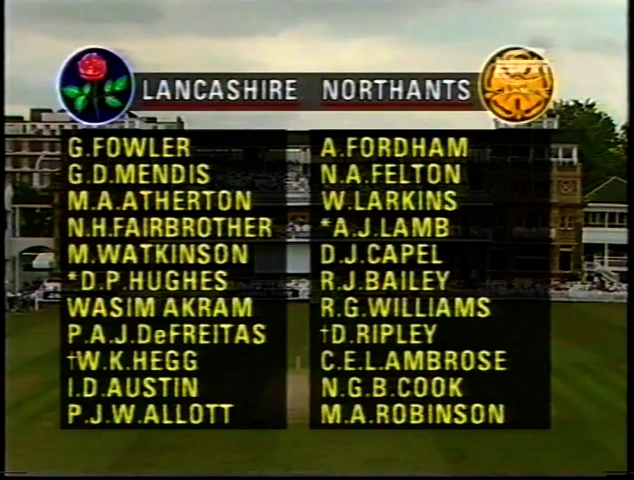 LANCASHIRE NORTHANTS
G.FOWLER A.FORDHAM
G.D.MENDIS N.A.FELTON
M.A.ATHERTON W.LARKINS
N.H.FAIRBROTHER *A.J.LAMB
M.WATKINSON D.J.CAPEL
*D.P.HUGHES R.J.BAILEY
WASIM AKRAM R.G.WILLIAMS
P.A.J.DeFREITAS †D.RIPLEY
†W.K.HEGG C.E.L.AMBROSE
I.D.AUSTIN N.G.B.COOK
P.J.W.ALLOTT M.A.ROBINSON